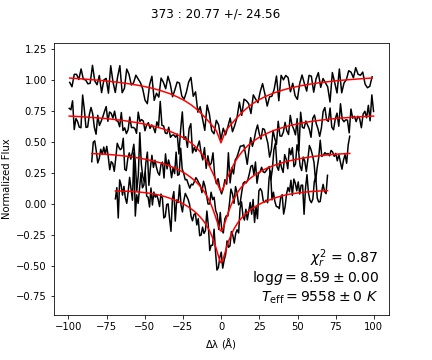 373 : 20.77 +/- 24.56
1.25
1.00
0.75
0.50
0.25
0.00
−0.25
−0.50
−0.75
Normalized Flux
χ²ᵣ = 0.87
logg = 8.59 ± 0.00
T_eff = 9558 ± 0 K
−100 −75 −50 −25 0 25 50 75 100
Δλ (Å)